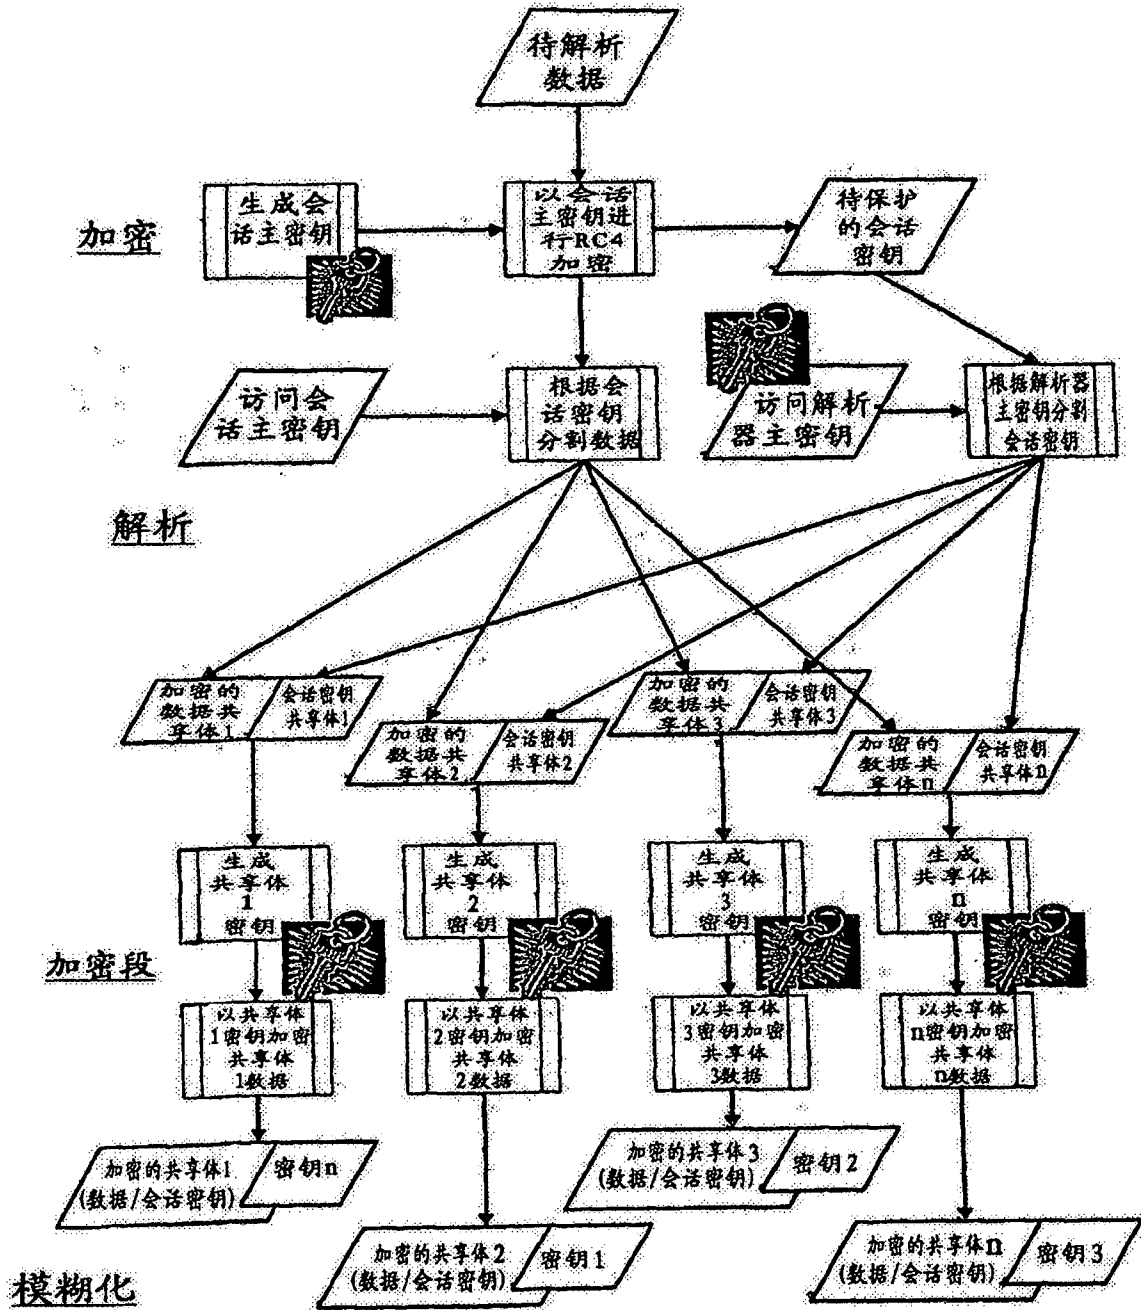 待解析
数据
加密
生成会
话主密钥
以会话
主密钥进
行RC4
加密
待保护
的会话
密钥
访问会
话主密钥
根据会
话密钥
分割数据
访问解析
器主密钥
根据解析器
主密钥分割
会话密钥
解析
加密的
数据共
享体1
会话密钥
共享体1
加密的
数据共
享体2
会话密钥
共享体2
加密的
数据共
享体3
会话密钥
共享体3
加密的
数据共
享体n
会话密钥
共享体n
加密段
生成
共享体
1
密钥
生成
共享体
2
密钥
生成
共享体
3
密钥
生成
共享体
n
密钥
以共享体
1密钥加密
共享体
1数据
以共享体
2密钥加密
共享体
2数据
以共享体
3密钥加密
共享体
3数据
以共享体
n密钥加密
共享体
n数据
加密的共享体1
(数据/会话密钥)
密钥n
加密的共享体2
(数据/会话密钥)
密钥1
加密的共享体3
(数据/会话密钥)
密钥2
加密的共享体n
(数据/会话密钥)
密钥3
模糊化